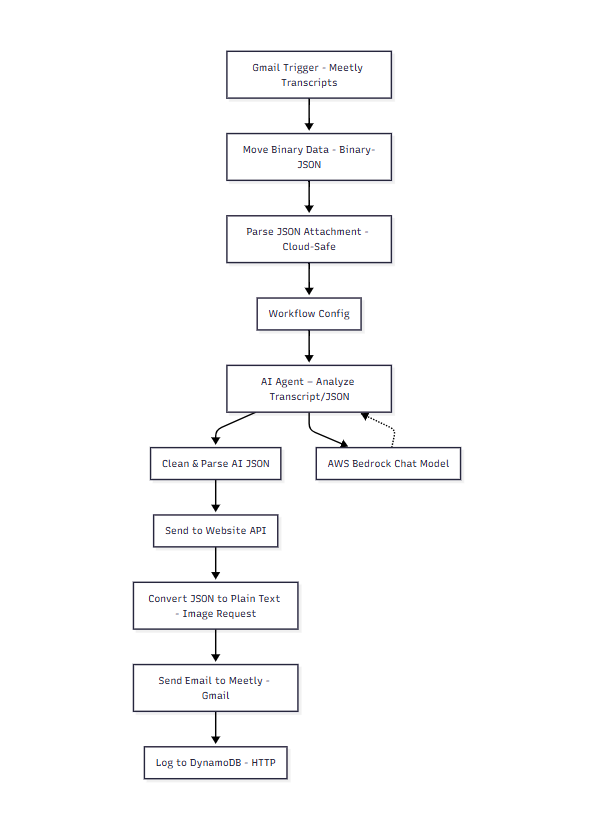 Gmail Trigger - Meetly
Transcripts
Move Binary Data - Binary-
JSON
Parse JSON Attachment -
Cloud-Safe
Workflow Config
AI Agent – Analyze
Transcript/JSON
Clean & Parse AI JSON
AWS Bedrock Chat Model
Send to Website API
Convert JSON to Plain Text
- Image Request
Send Email to Meetly -
Gmail
Log to DynamoDB - HTTP